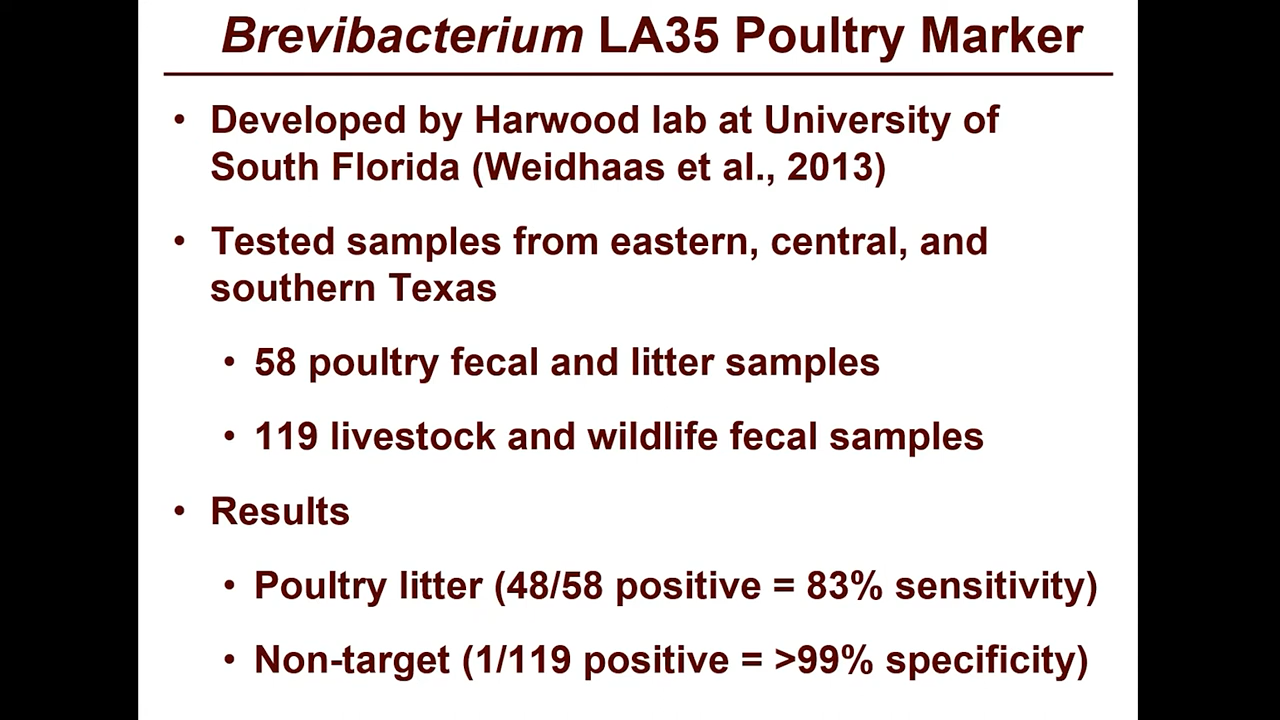 Brevibacterium LA35 Poultry Marker
• Developed by Harwood lab at University of
South Florida (Weidhaas et al., 2013)
• Tested samples from eastern, central, and
southern Texas
• 58 poultry fecal and litter samples
• 119 livestock and wildlife fecal samples
• Results
• Poultry litter (48/58 positive = 83% sensitivity)
• Non-target (1/119 positive = >99% specificity)